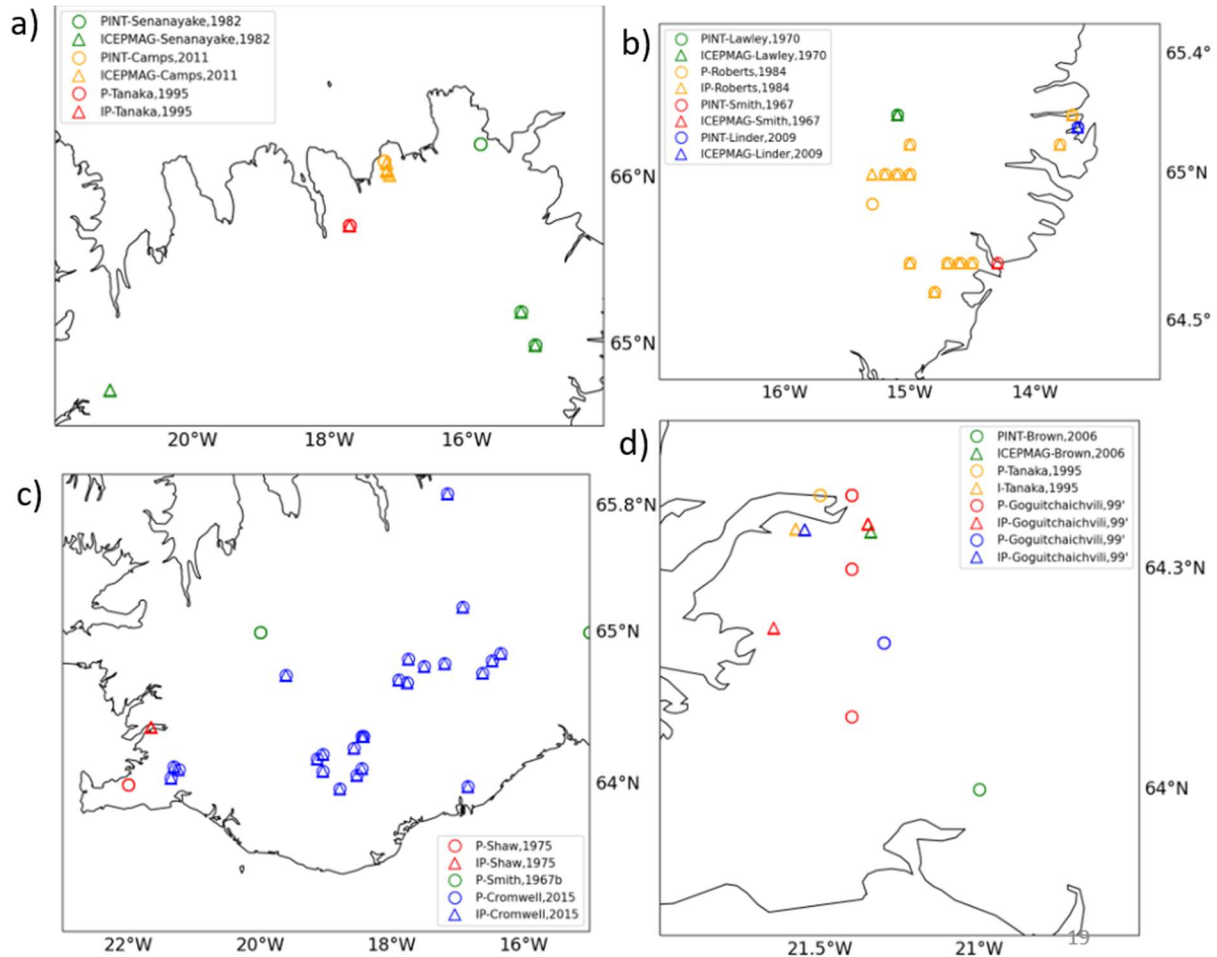 a)
PINT-Senanayake,1982
ICEPMAG-Senanayake,1982
PINT-Camps,2011
ICEPMAG-Camps,2011
P-Tanaka,1995
IP-Tanaka,1995
66°N
65°N
20°W 18°W 16°W
b)
PINT-Lawley,1970
ICEPMAG-Lawley,1970
P-Roberts,1984
IP-Roberts,1984
PINT-Smith,1967
ICEPMAG-Smith,1967
PINT-Linder,2009
ICEPMAG-Linder,2009
65.4°
65°N
64.5°
16°W 15°W 14°W
c)
65.8°N
65°N
64°N
P-Shaw,1975
IP-Shaw,1975
P-Smith,1967b
P-Cromwell,2015
IP-Cromwell,2015
22°W 20°W 18°W 16°W
d)
PINT-Brown,2006
ICEPMAG-Brown,2006
P-Tanaka,1995
I-Tanaka,1995
P-Goguitchaichvili,99'
IP-Goguitchaichvili,99'
P-Goguitchaichvili,99'
IP-Goguitchaichvili,99'
64.3°N
64°N
21.5°W 21°W
19